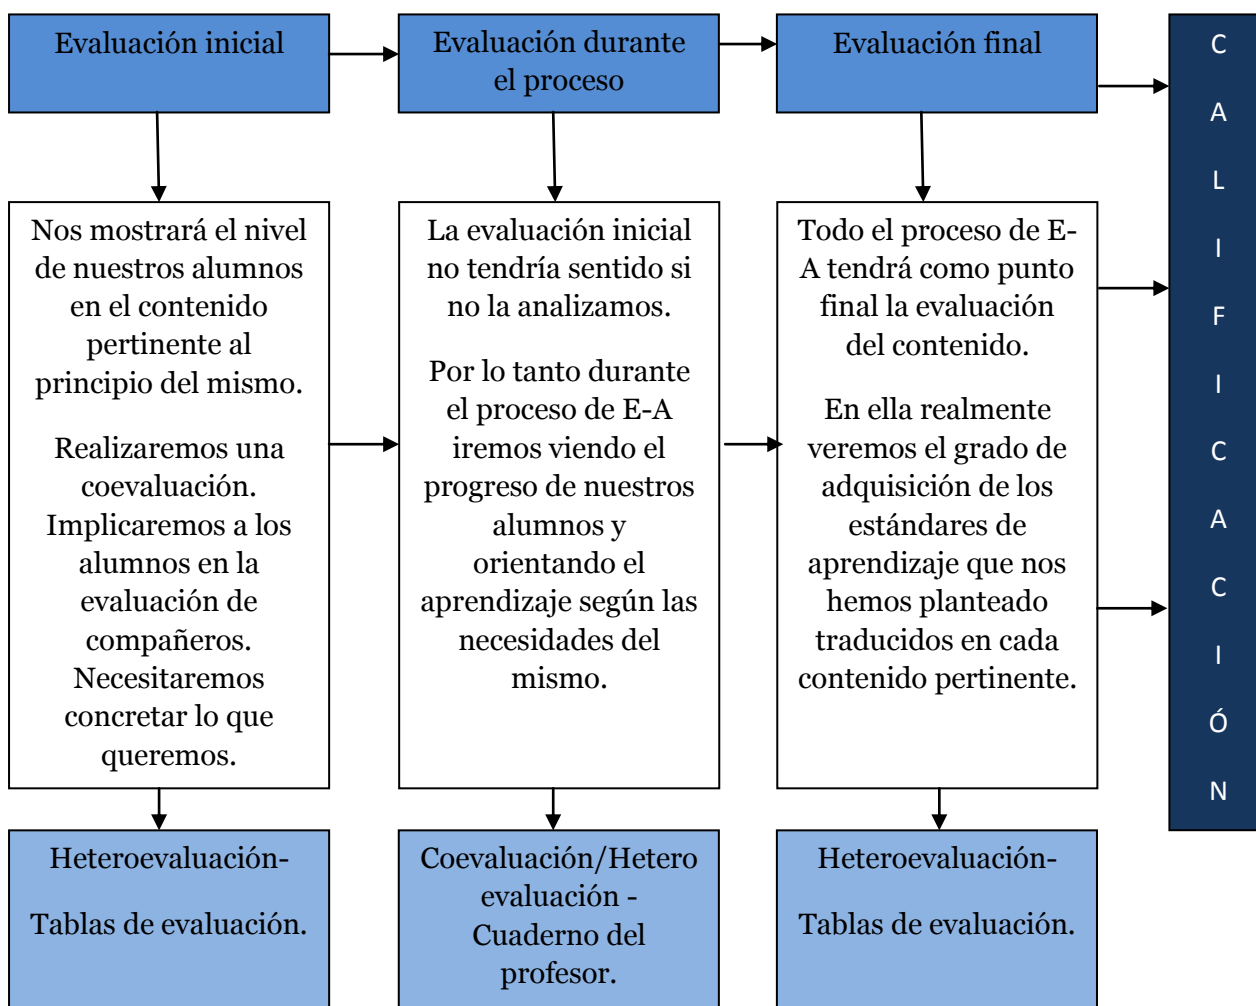 Evaluación inicial
Evaluación durante
el proceso
Evaluación final
Nos mostrará el nivel
de nuestros alumnos
en el contenido
pertinente al
principio del mismo.
Realizaremos una
coevaluación.
Implicaremos a los
alumnos en la
evaluación de
compañeros.
Necesitaremos
concretar lo que
queremos.
La evaluación inicial
no tendría sentido si
no la analizamos.
Por lo tanto durante
el proceso de E-A
iremos viendo el
progreso de nuestros
alumnos y
orientando el
aprendizaje según las
necesidades del
mismo.
Todo el proceso de E-
A tendrá como punto
final la evaluación
del contenido.
En ella realmente
veremos el grado de
adquisición de los
estándares de
aprendizaje que nos
hemos planteado
traducidos en cada
contenido pertinente.
Heteroevaluación-
Tablas de evaluación.
Coevaluación/Hetero
evaluación -
Cuaderno del
profesor.
Heteroevaluación-
Tablas de evaluación.
C
A
L
I
F
I
C
A
C
I
Ó
N